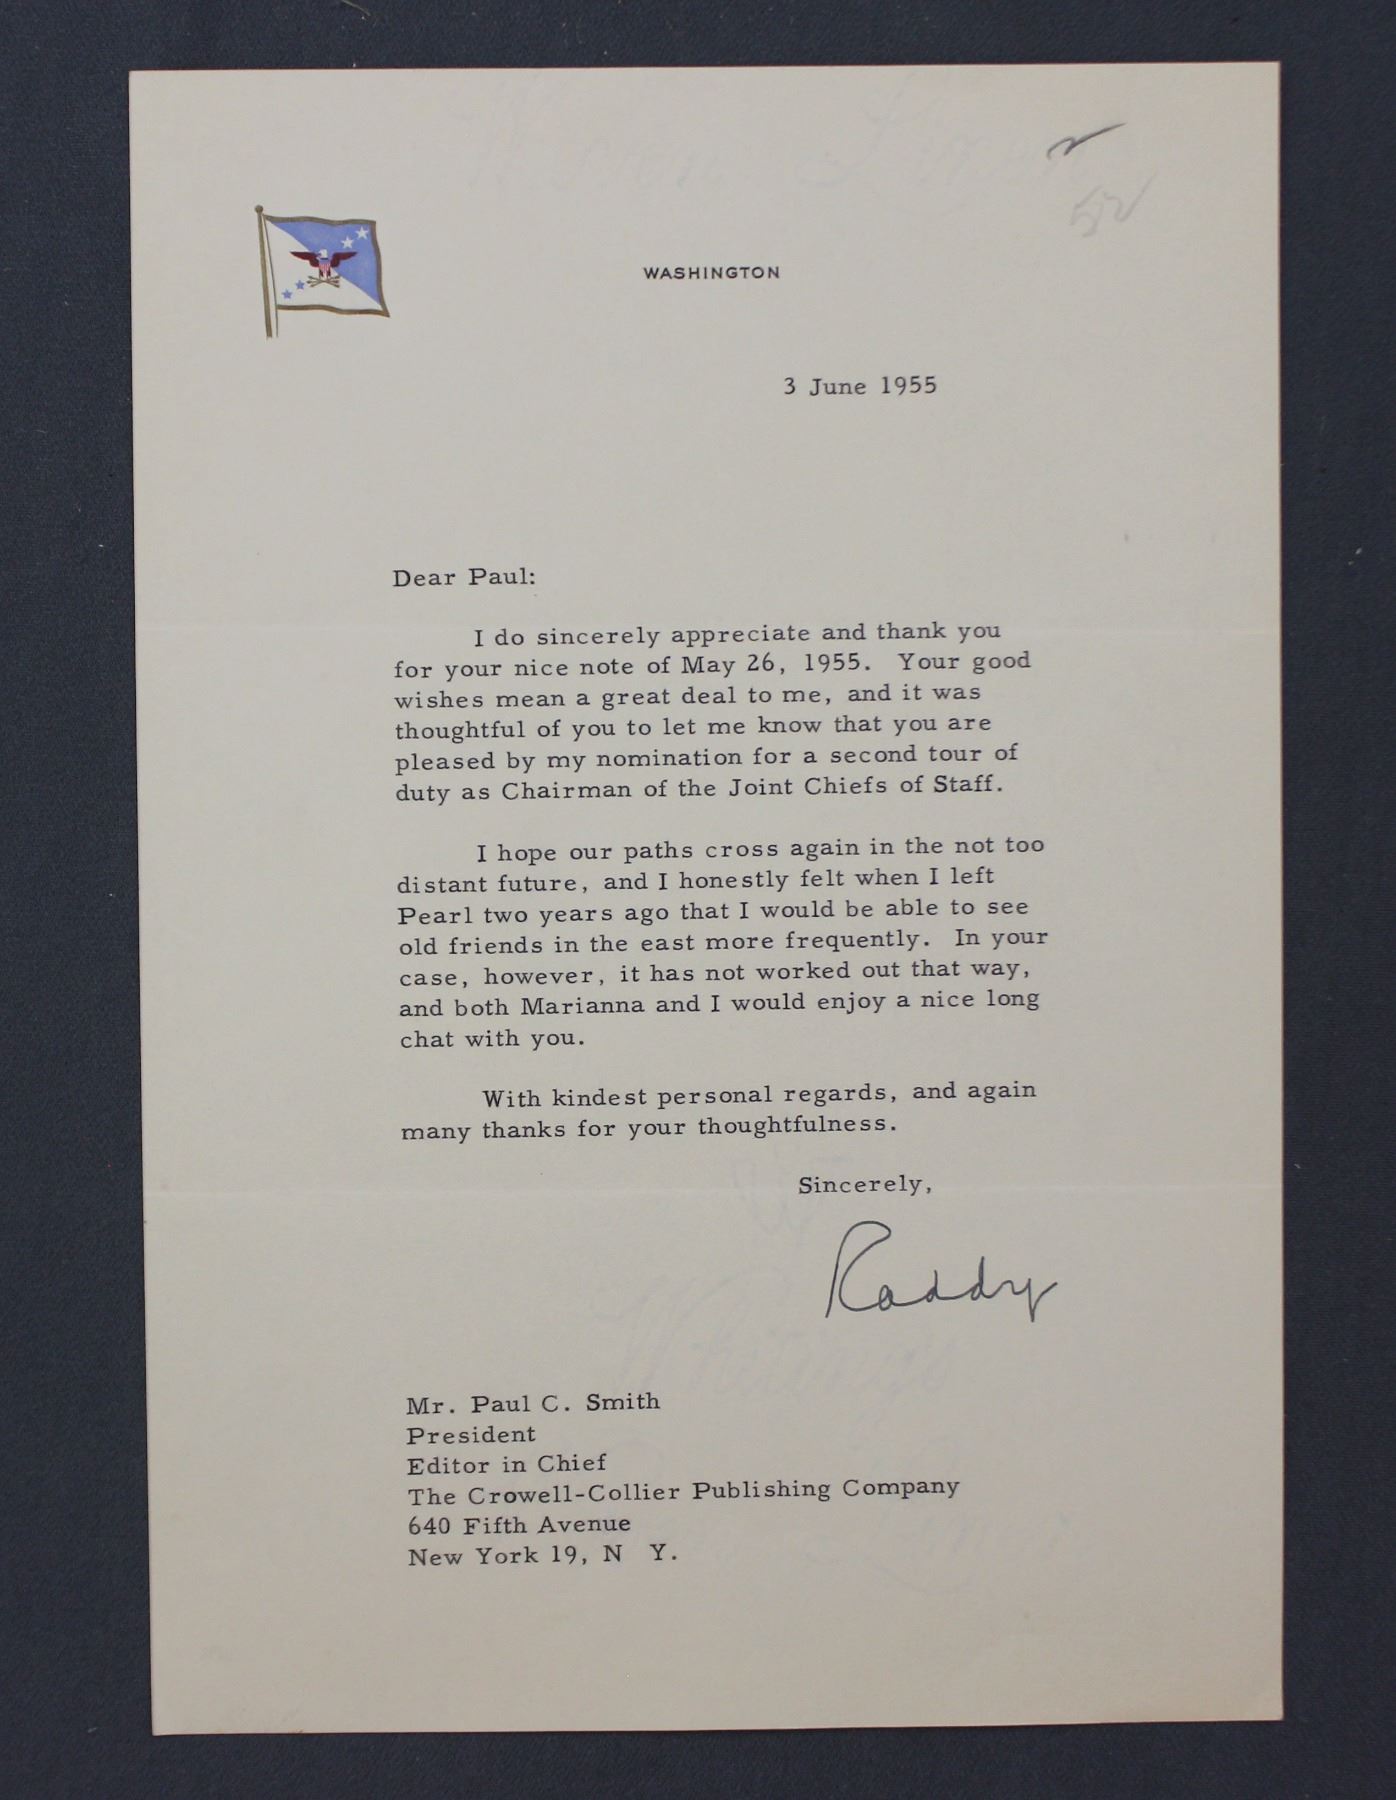 WASHINGTON
3 June 1955
Dear Paul:
I do sincerely appreciate and thank you
for your nice note of May 26, 1955. Your good
wishes mean a great deal to me, and it was
thoughtful of you to let me know that you are
pleased by my nomination for a second tour of
duty as Chairman of the Joint Chiefs of Staff.
I hope our paths cross again in the not too
distant future, and I honestly felt when I left
Pearl two years ago that I would be able to see
old friends in the east more frequently. In your
case, however, it has not worked out that way,
and both Marianna and I would enjoy a nice long
chat with you.
With kindest personal regards, and again
many thanks for your thoughtfulness.
Sincerely,
Raddy
Mr. Paul C. Smith
President
Editor in Chief
The Crowell-Collier Publishing Company
640 Fifth Avenue
New York 19, N Y.